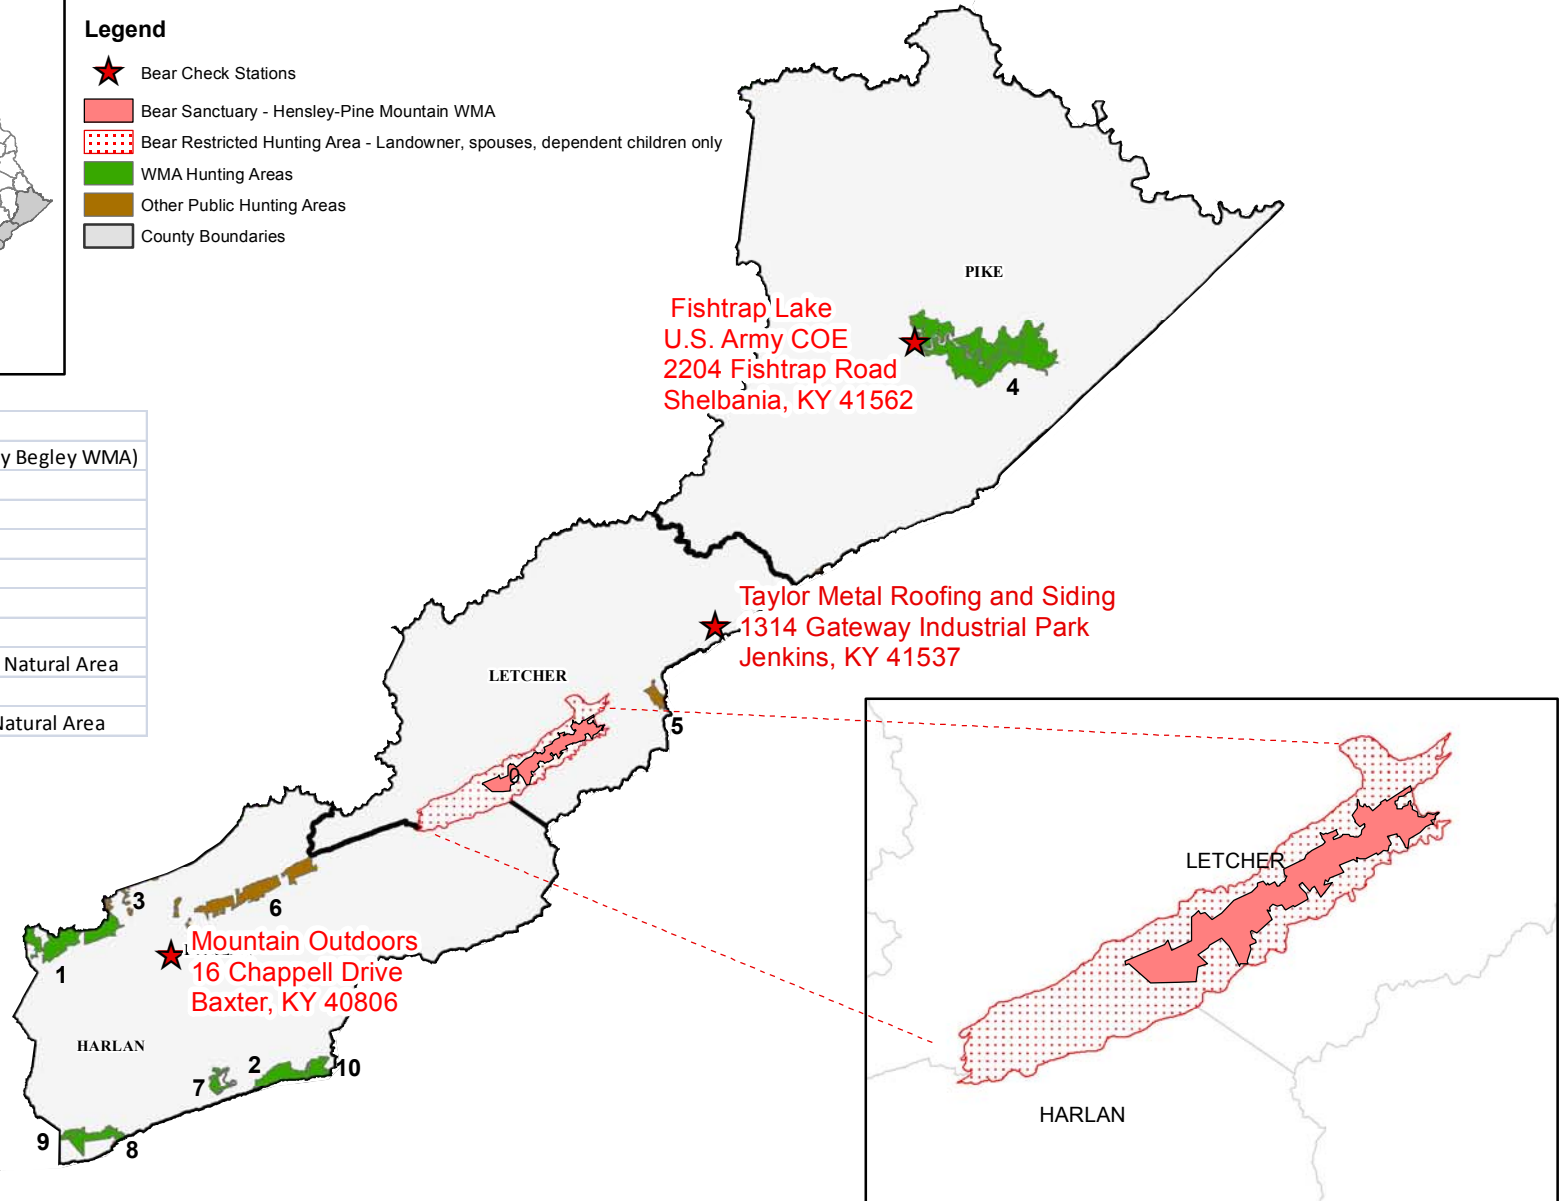 Legend
Bear Check Stations
Bear Sanctuary - Hensley-Pine Mountain WMA
Bear Restricted Hunting Area - Landowner, spouses, dependent children only
WMA Hunting Areas
Other Public Hunting Areas
County Boundaries
PIKE
Fishtrap Lake
U.S. Army COE
2204 Fishtrap Road
Shelbania, KY 41562
4
y Begley WMA)
Natural Area
Natural Area
Taylor Metal Roofing and Siding
1314 Gateway Industrial Park
Jenkins, KY 41537
LETCHER
5
0
3
6
1
Mountain Outdoors
16 Chappell Drive
Baxter, KY 40806
HARLAN
7
2
10
9
8
LETCHER
HARLAN